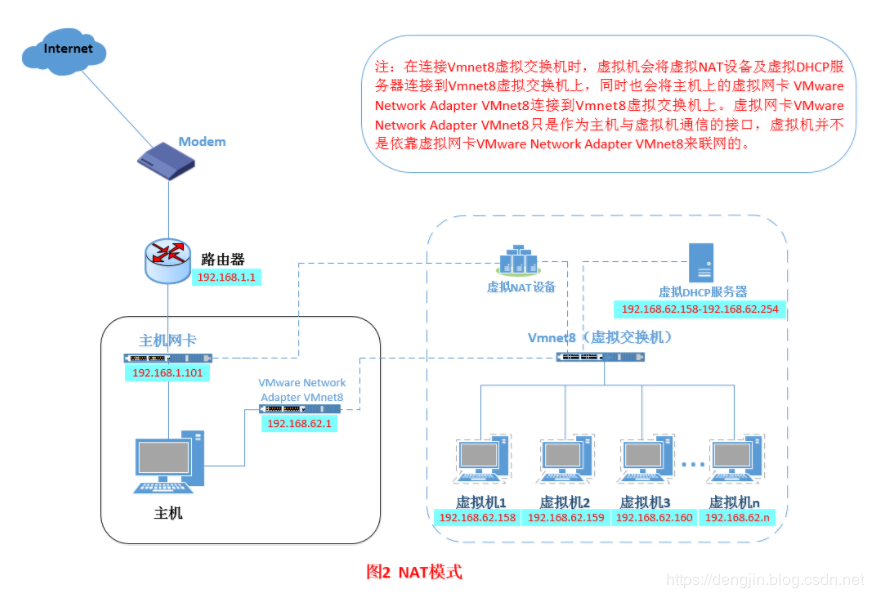 Internet
注：在连接Vmnet8虚拟交换机时，虚拟机会将虚拟NAT设备及虚拟DHCP服
务器连接到Vmnet8虚拟交换机上，同时也会将主机上的虚拟网卡 VMware
Network Adapter VMnet8连接到Vmnet8虚拟交换机上。虚拟网卡VMware
Network Adapter VMnet8只是作为主机与虚拟机通信的接口，虚拟机并不
是依靠虚拟网卡VMware Network Adapter VMnet8来联网的。
Modem
路由器
192.168.1.1
虚拟NAT设备
虚拟DHCP服务器
192.168.62.158-192.168.62.254
主机网卡
192.168.1.101
Vmnet8（虚拟交换机）
VMware Network
Adapter VMnet8
192.168.62.1
主机
虚拟机1
192.168.62.158
虚拟机2
192.168.62.159
虚拟机3
192.168.62.160
虚拟机n
192.168.62.n
图2 NAT模式
https://dengjin.blog.csdn.net